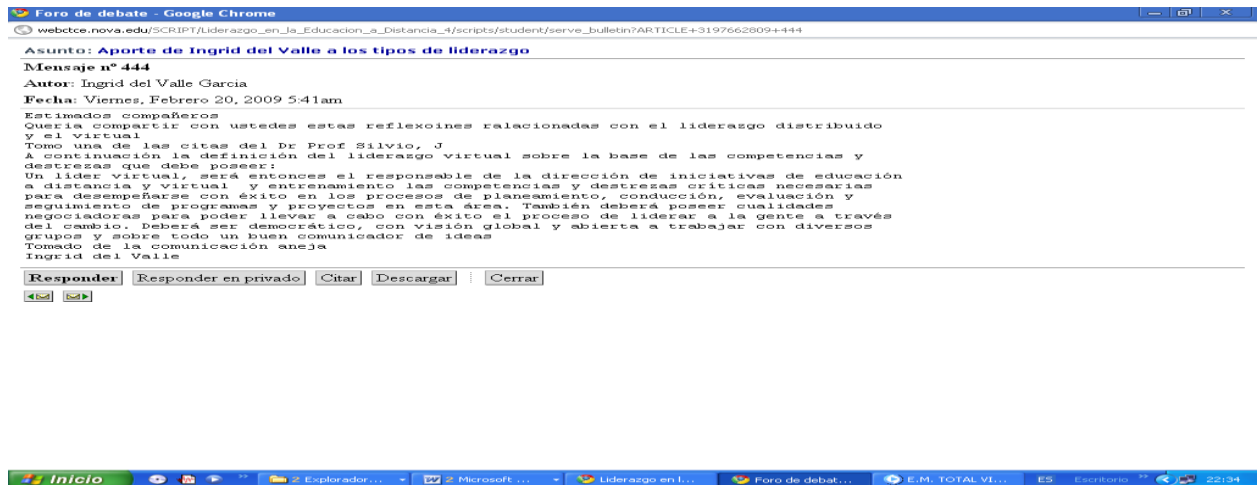 Foro de debate - Google Chrome
webctce.nova.edu/SCRIPT/Liderazgo_en_la_Educacion_a_Distancia_4/scripts/student/serve_bulletin?ARTICLE+3197662809+444
Asunto: Aporte de Ingrid del Valle a los tipos de liderazgo
Mensaje nº 444
Autor: Ingrid del Valle Garcia
Fecha: Viernes, Febrero 20, 2009 5:41am
Estimados compañeros
Queria compartir con ustedes estas reflexoines ralacionadas con el liderazgo distribuido
y el virtual
Tomo una de las citas del Dr Prof Silvio, J
A continuación la definición del liderazgo virtual sobre la base de las competencias y
destrezas que debe poseer:
Un lider virtual, será entonces el responsable de la dirección de iniciativas de educación
a distancia y virtual y entrenamiento las competencias y destrezas criticas necesarias
para desempeñarse con éxito en los procesos de planeamiento, conducción, evaluación y
seguimiento de programas y proyectos en esta área. También deberá poseer cualidades
negociadoras para poder llevar a cabo con éxito el proceso de liderar a la gente a través
del cambio. Deberá ser democrático, con visión global y abierta a trabajar con diversos
grupos y sobre todo un buen comunicador de ideas
Tomado de la comunicación aneja
Ingrid del Valle
Responder Responder en privado Citar Descargar Cerrar
Inicio 2 Explorador... 2 Microsoft ... Liderazgo en l... Foro de debat... E.M. TOTAL VI... ES Escritorio 22:34